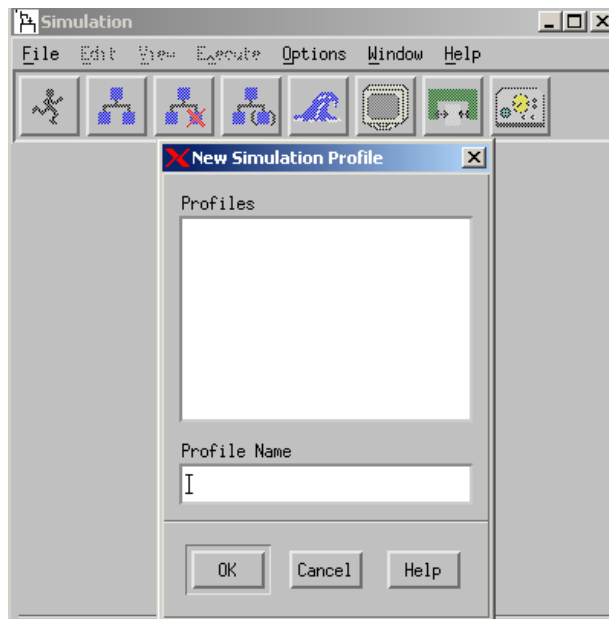 Simulation
File Edit View Execute Options Window Help
New Simulation Profile
Profiles
Profile Name
OK Cancel Help